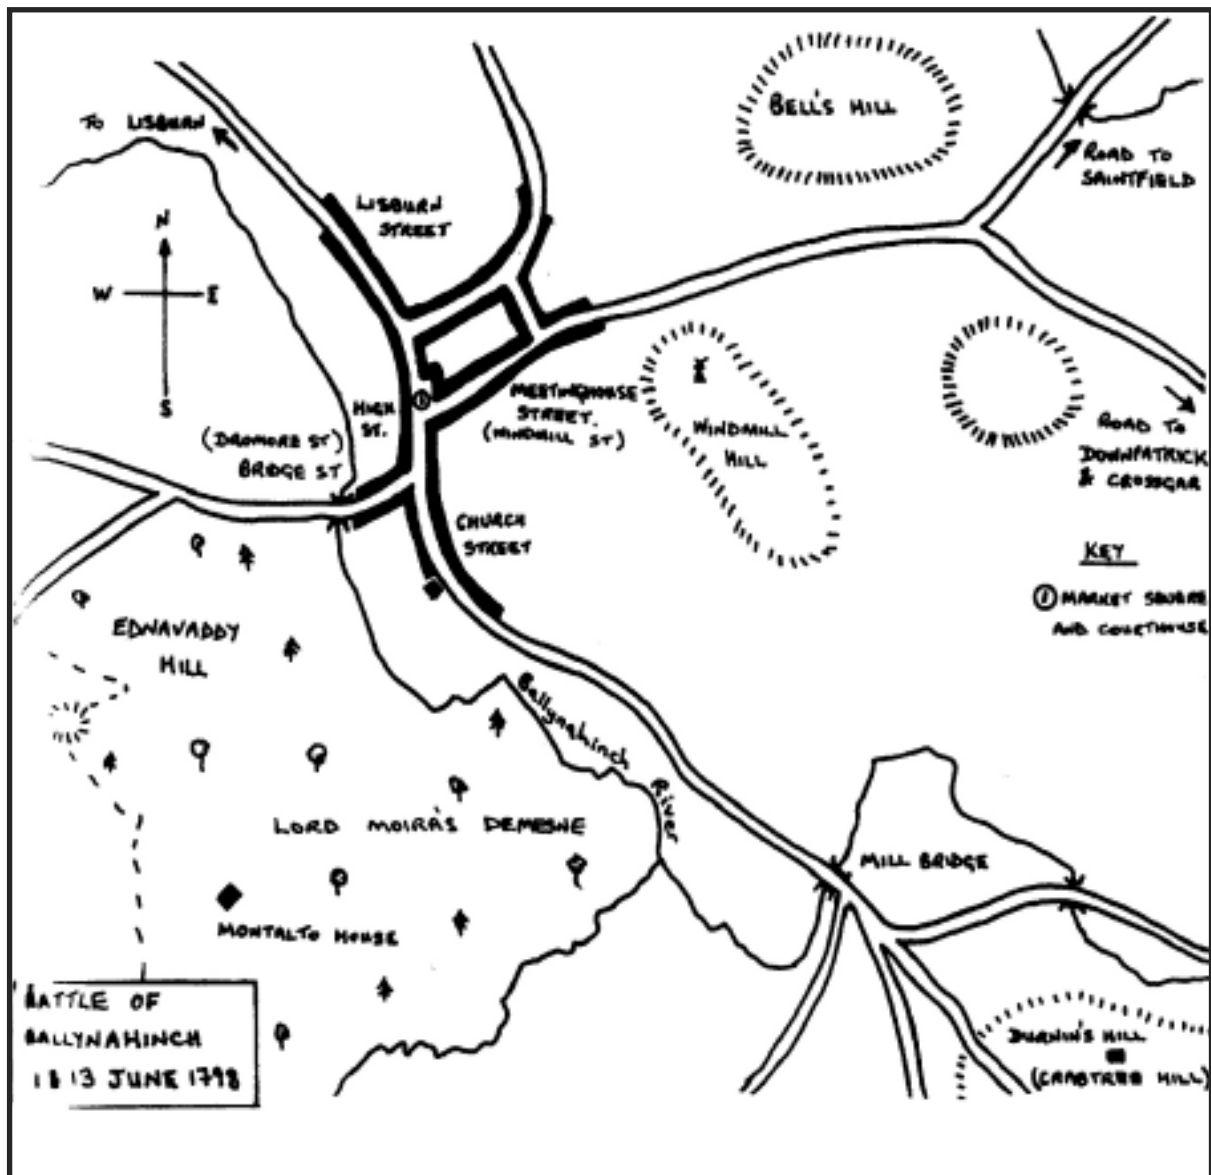 TO LISBURN
BELL'S HILL
ROAD TO
SAINTFIELD
LISBURN
STREET
N
W
E
S
HIGH
ST.
MEETINGHOUSE
STREET.
(WINDMILL ST)
(DROMORE ST)
BRIDGE ST
WINDMILL
HILL
ROAD TO
DOWNPATRICK
& CROSSGAR
CHURCH
STREET
KEY
1 MARKET SQUARE
AND COURTHOUSE
EDNAVADDY
HILL
Ballynahinch
River
LORD MOIRA'S DEMESNE
MILL BRIDGE
MONTALTO HOUSE
BATTLE OF
BALLYNAHINCH
13 JUNE 1798
DURNIN'S HILL
(CRABTREE HILL)